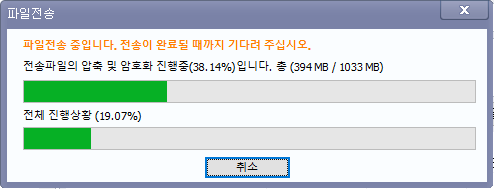 파일전송
파일전송 중입니다. 전송이 완료될 때까지 기다려 주십시오.
전송파일의 압축 및 암호화 진행중(38.14%)입니다. 총 (394 MB / 1033 MB)
전체 진행상황 (19.07%)
취소